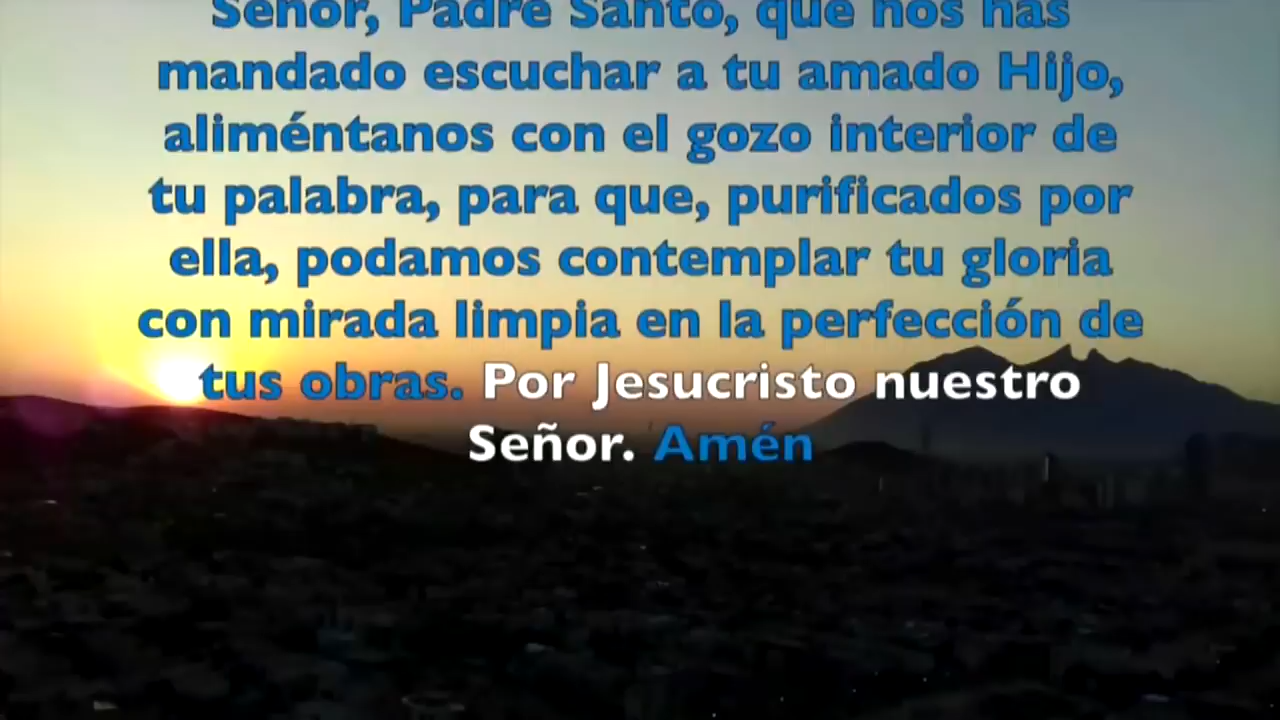 Señor, Padre Santo, que nos has
mandado escuchar a tu amado Hijo,
aliméntanos con el gozo interior de
tu palabra, para que, purificados por
ella, podamos contemplar tu gloria
con mirada limpia en la perfección de
tus obras. Por Jesucristo nuestro
Señor. Amén